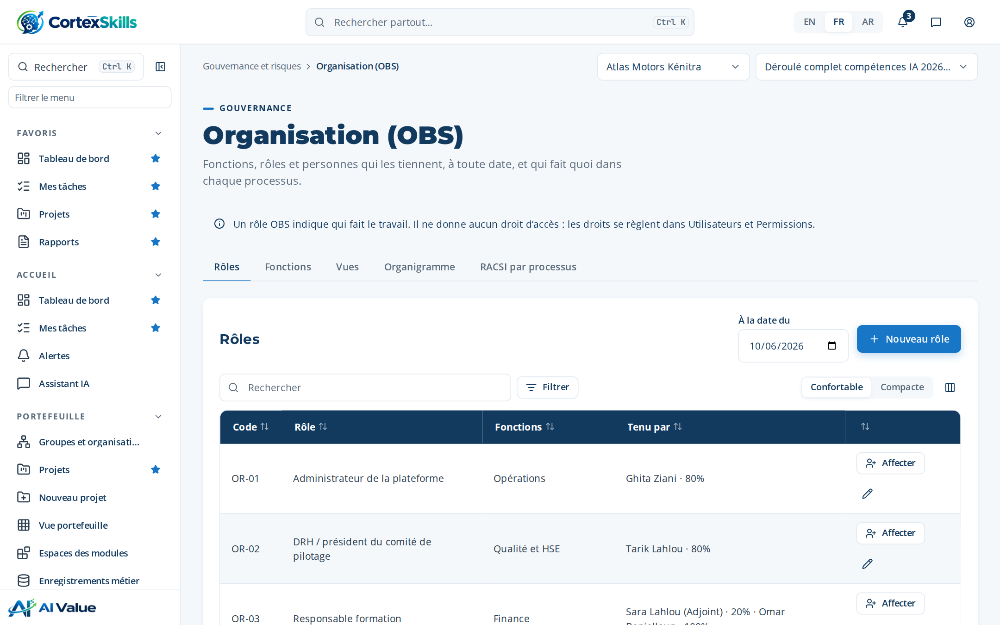 CortexSkills
Rechercher partout...
Ctrl K
EN
FR
AR
3
Rechercher
Ctrl K
Filtrer le menu
FAVORIS
Tableau de bord
Mes tâches
Projets
Rapports
ACCUEIL
Tableau de bord
Mes tâches
Alertes
Assistant IA
PORTEFEUILLE
Groupes et organisati...
Projets
Nouveau projet
Vue portefeuille
Espaces des modules
Enregistrements métier
AI Value
Gouvernance et risques > Organisation (OBS)
Atlas Motors Kénitra
Déroulé complet compétences IA 2026...
GOUVERNANCE
Organisation (OBS)
Fonctions, rôles et personnes qui les tiennent, à toute date, et qui fait quoi dans
chaque processus.
Un rôle OBS indique qui fait le travail. Il ne donne aucun droit d’accès : les droits se règlent dans Utilisateurs et Permissions.
Rôles
Fonctions
Vues
Organigramme
RACSI par processus
Rôles
À la date du
10/06/2026
Nouveau rôle
Rechercher
Filtrer
Confortable
Compacte
Code
Rôle
Fonctions
Tenu par
OR-01
Administrateur de la plateforme
Opérations
Ghita Ziani · 80%
Affecter
OR-02
DRH / président du comité de
pilotage
Qualité et HSE
Tarik Lahlou · 80%
Affecter
OR-03
Responsable formation
Finance
Sara Lahlou (Adjoint) · 20% · Omar
Affecter